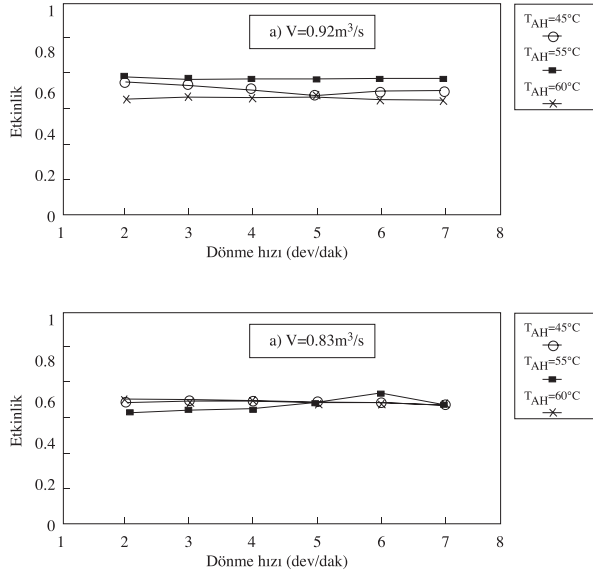 1
0.8
0.6
0.4
0.2
0
Etkinlik
a) V=0.92m³/s
1 2 3 4 5 6 7 8
Dönme hızı (dev/dak)
T_AH=45°C
T_AH=55°C
T_AH=60°C
1
0.8
0.6
0.4
0.2
0
Etkinlik
a) V=0.83m³/s
1 2 3 4 5 6 7 8
Dönme hızı (dev/dak)
T_AH=45°C
T_AH=55°C
T_AH=60°C